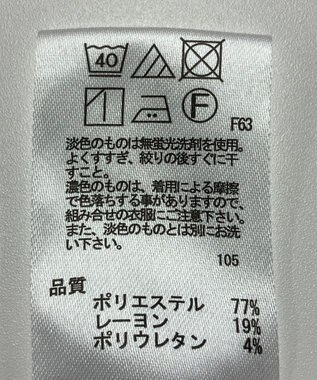 40
F
F63
淡色のものは無蛍光洗剤を使用。
よくすすぎ、絞りの後すぐに干
すこと。
濃色のものは、着用による摩擦
で色落ちする事がありますので、
組み合せの衣服にご注意下さい。
また、淡色のものとは別にお洗
い下さい。
105
品質
ポリエステル 77%
レーヨン 19%
ポリウレタン 4%